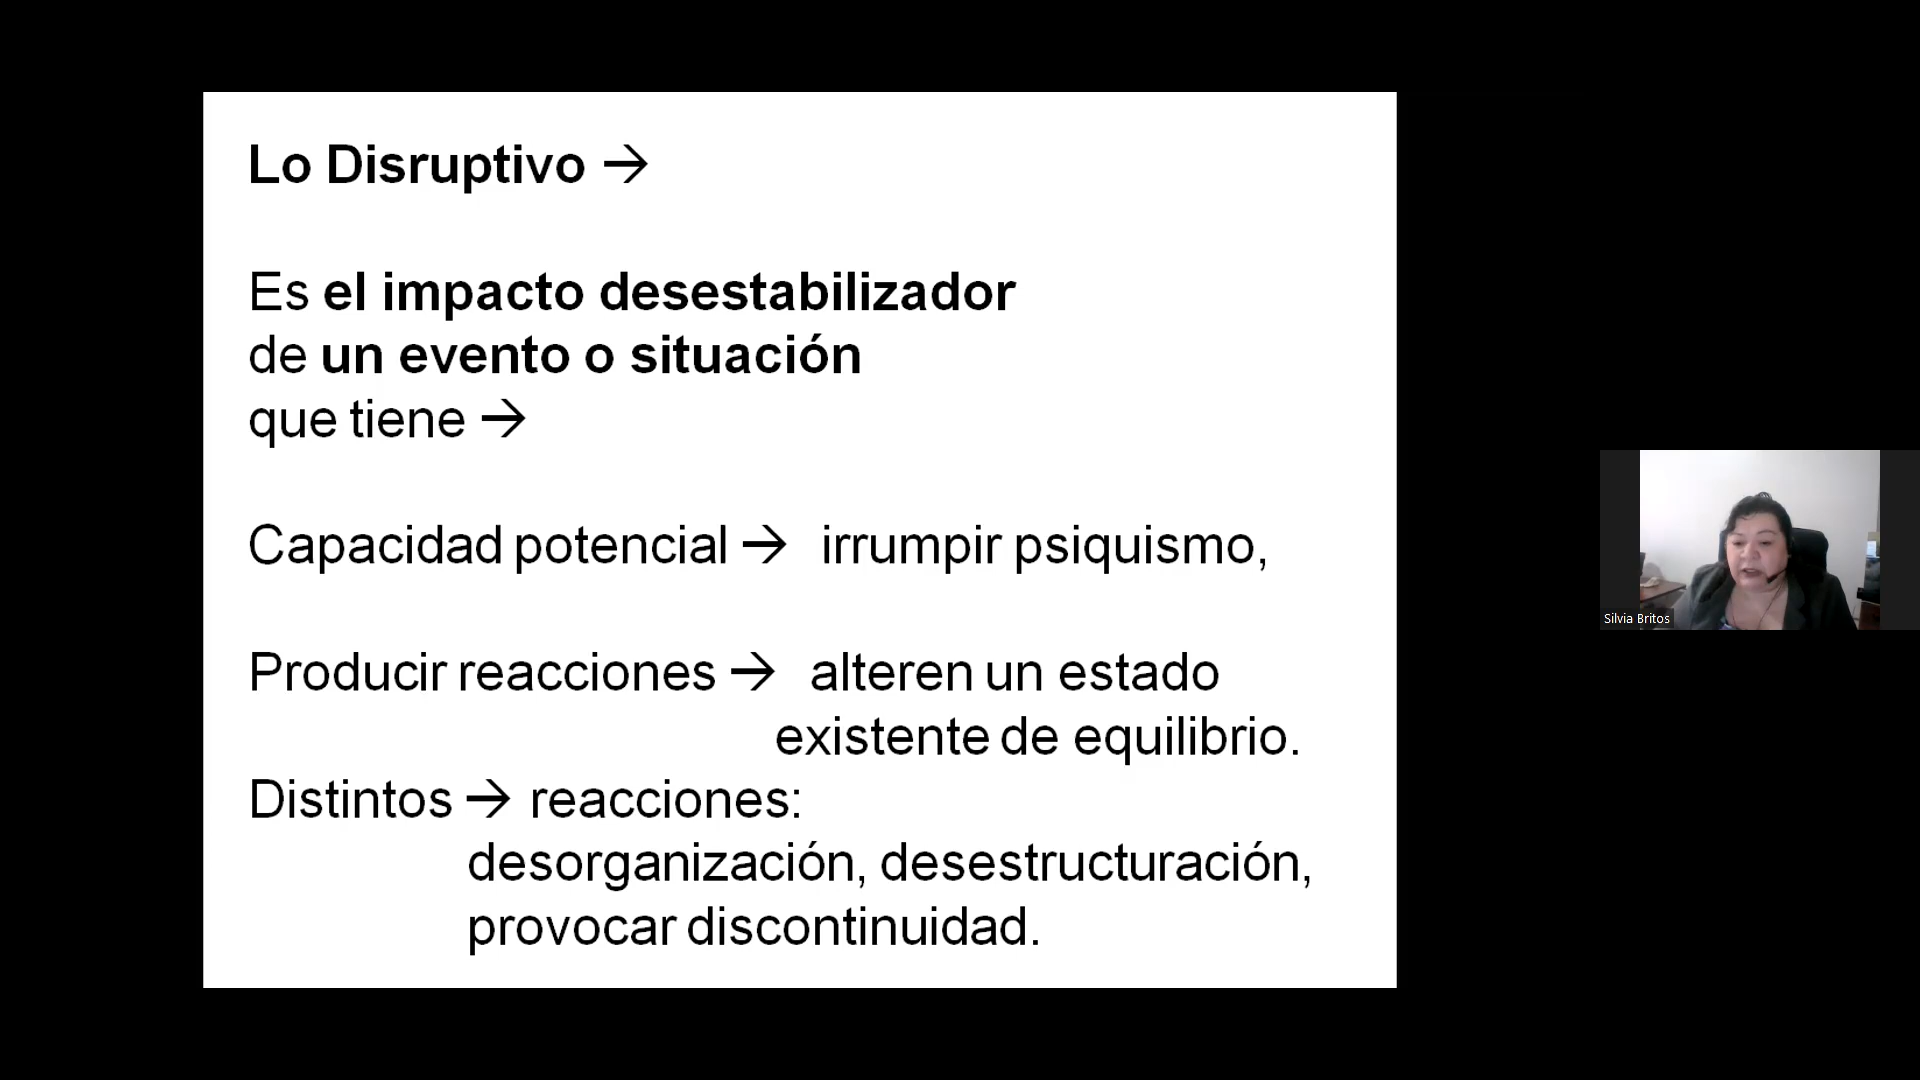 Lo Disruptivo →
Es el impacto desestabilizador
de un evento o situación
que tiene →
Capacidad potencial → irrumpir psiquismo,
Producir reacciones → alteren un estado
existente de equilibrio.
Distintos → reacciones:
desorganización, desestructuración,
provocar discontinuidad.
Silvia Britos